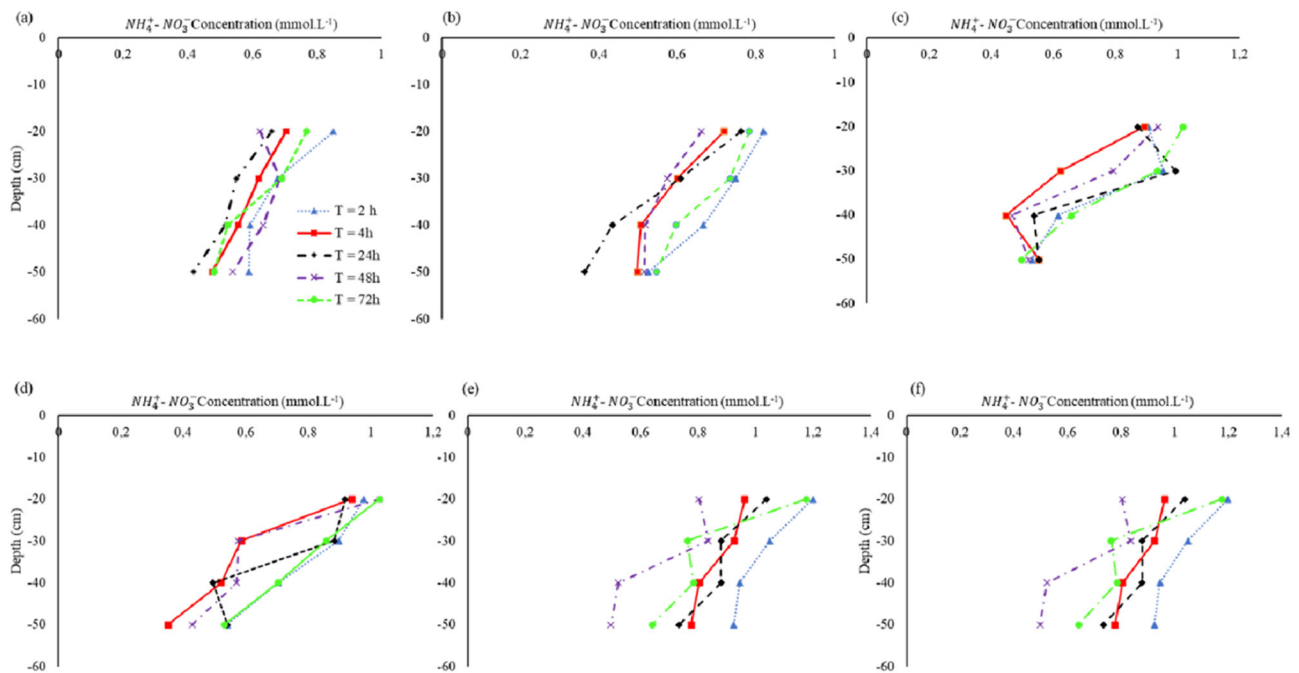 (a) NH₄⁺- NO₃⁻Concentration (mmol.L⁻¹)
0 0,2 0,4 0,6 0,8 1
0
-10
-20
-30
-40
-50
-60
Depth (cm)
T = 2 h
T = 4h
T = 24h
T = 48h
T = 72h
(b) NH₄⁺- NO₃⁻Concentration (mmol.L⁻¹)
0 0,2 0,4 0,6 0,8 1
0
-10
-20
-30
-40
-50
-60
Depth (cm)
(c) NH₄⁺- NO₃⁻Concentration (mmol.L⁻¹)
0 0,2 0,4 0,6 0,8 1 1,2
0
-10
-20
-30
-40
-50
-60
Depth (cm)
(d) NH₄⁺- NO₃⁻Concentration (mmol.L⁻¹)
0 0,2 0,4 0,6 0,8 1 1,2
0
-10
-20
-30
-40
-50
-60
Depth (cm)
(e) NH₄⁺- NO₃⁻Concentration (mmol.L⁻¹)
0 0,2 0,4 0,6 0,8 1 1,2 1,4
0
-10
-20
-30
-40
-50
-60
Depth (cm)
(f) NH₄⁺- NO₃⁻Concentration (mmol.L⁻¹)
0 0,2 0,4 0,6 0,8 1 1,2 1,4
0
-10
-20
-30
-40
-50
-60
Depth (cm)